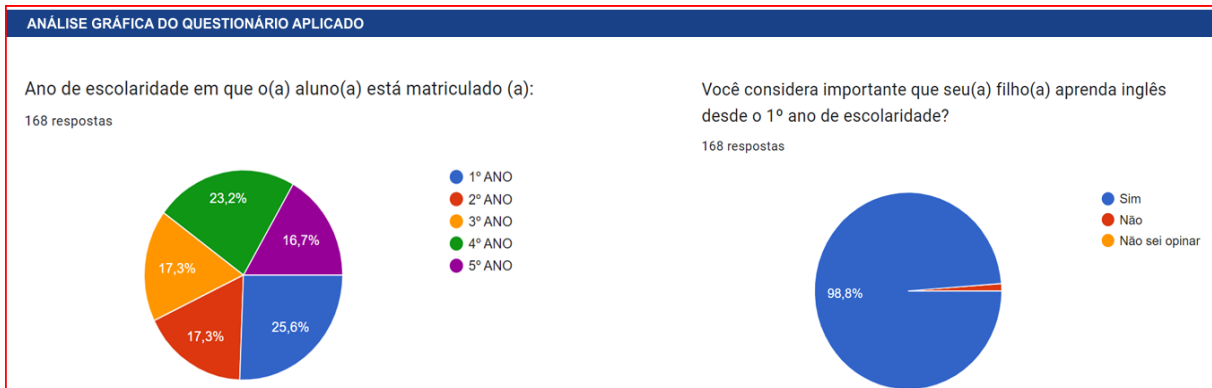 ANÁLISE GRÁFICA DO QUESTIONÁRIO APLICADO
Ano de escolaridade em que o(a) aluno(a) está matriculado (a):
168 respostas
23,2%
16,7%
17,3%
17,3%
25,6%
1º ANO
2º ANO
3º ANO
4º ANO
5º ANO
Você considera importante que seu(a) filho(a) aprenda inglês
desde o 1º ano de escolaridade?
168 respostas
98,8%
Sim
Não
Não sei opinar